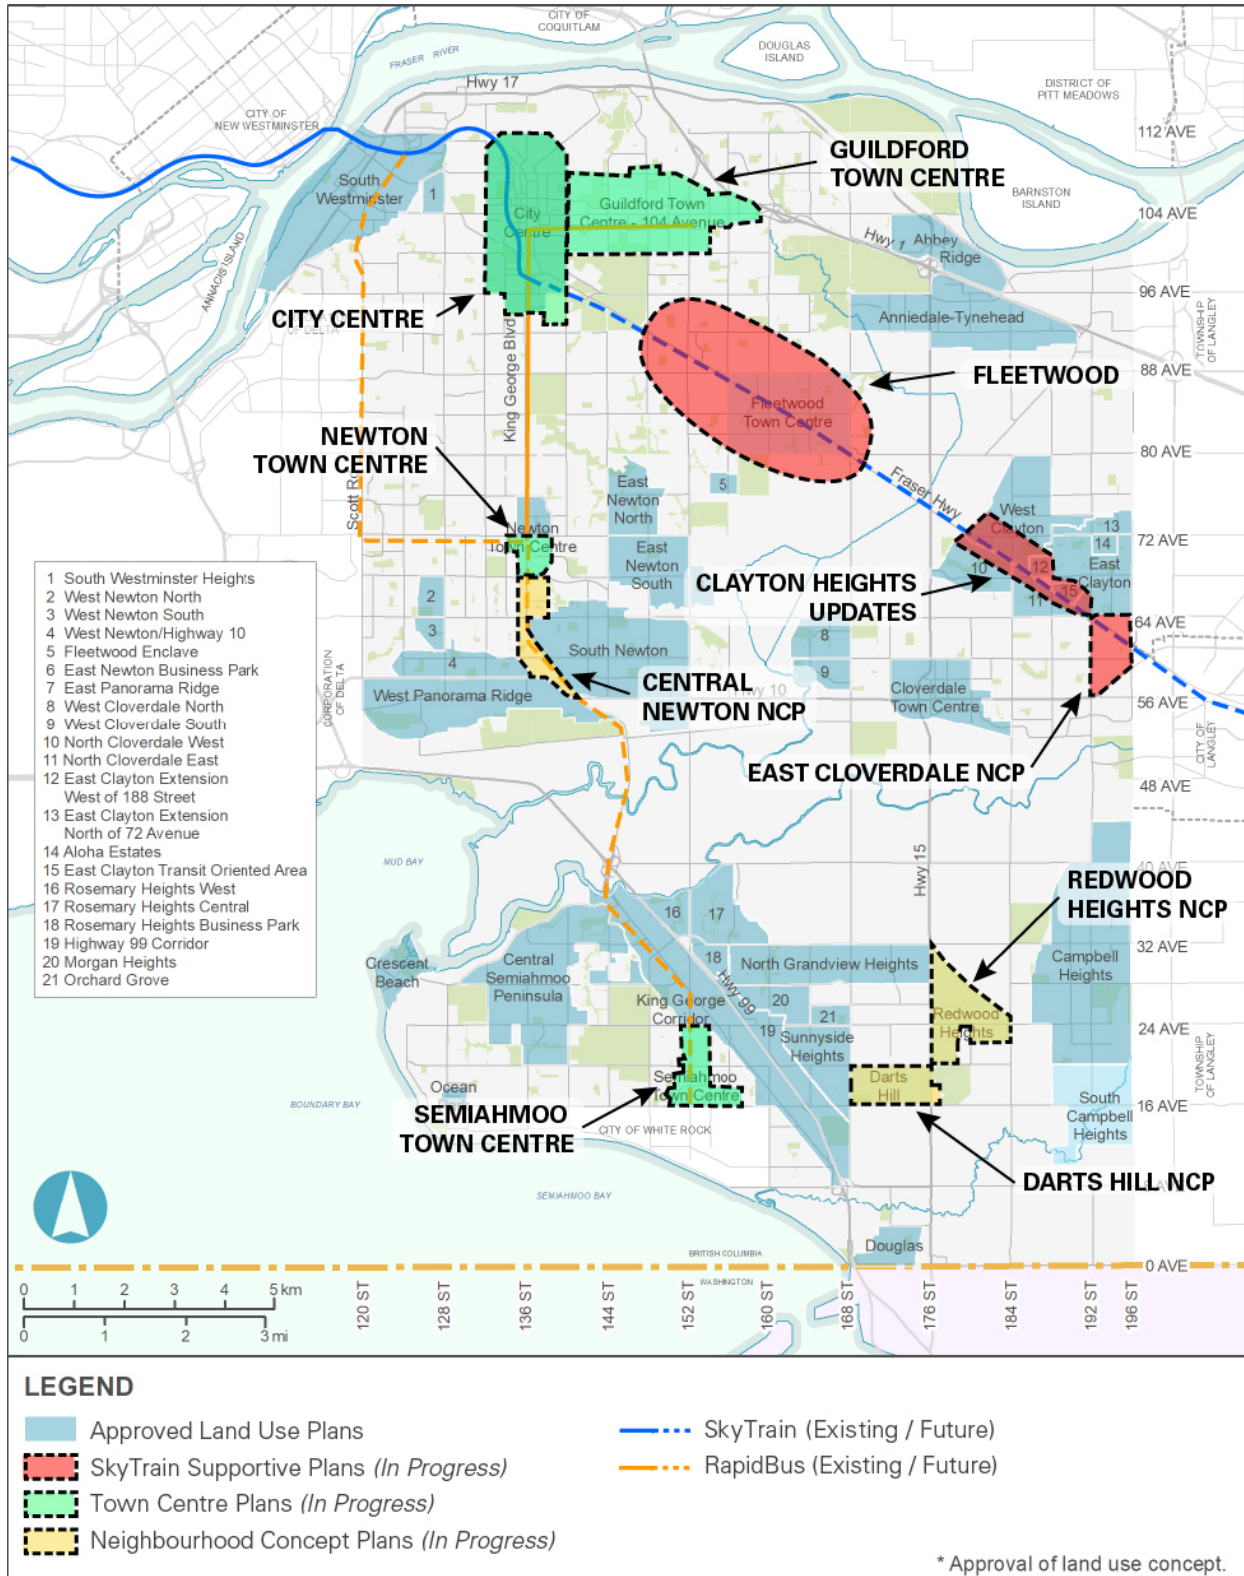 CITY OF
COQUITLAM
DOUGLAS
ISLAND
FRASER RIVER
Hwy 17
DISTRICT OF
PITT MEADOWS
CITY OF
NEW WESTMINSTER
112 AVE
GUILDFORD
TOWN CENTRE
South
Westminster
1
BARNSTON
ISLAND
City
Centre
Guildford Town
Centre - 104 Avenue
104 AVE
Hwy 1
Abbey
Ridge
ANNACIS ISLAND
96 AVE
CITY CENTRE
OF DELTA
Anniedale-Tynehead
TOWNSHIP
OF LANGLEY
King George Blvd
88 AVE
FLEETWOOD
Fleetwood
Town Centre
NEWTON
TOWN CENTRE
80 AVE
Scott R
East
Newton
North
5
Fraser Hwy
West
Clayton
13
Newton
Town Centre
72 AVE
14
East
Newton
South
CLAYTON HEIGHTS
UPDATES
10
12
East
Clayton
11
15
1 South Westminster Heights
2 West Newton North
3 West Newton South
4 West Newton/Highway 10
5 Fleetwood Enclave
6 East Newton Business Park
7 East Panorama Ridge
8 West Cloverdale North
9 West Cloverdale South
10 North Cloverdale West
11 North Cloverdale East
12 East Clayton Extension
West of 188 Street
13 East Clayton Extension
North of 72 Avenue
14 Aloha Estates
15 East Clayton Transit Oriented Area
16 Rosemary Heights West
17 Rosemary Heights Central
18 Rosemary Heights Business Park
19 Highway 99 Corridor
20 Morgan Heights
21 Orchard Grove
2
3
4
64 AVE
8
9
South Newton
CORPORATION
OF DELTA
West Panorama Ridge
CENTRAL
NEWTON NCP
Hwy 10
Cloverdale
Town Centre
56 AVE
CITY OF
LANGLEY
EAST CLOVERDALE NCP
48 AVE
MUD BAY
Hwy 15
40 AVE
REDWOOD
HEIGHTS NCP
16
17
32 AVE
Crescent
Beach
Central
Semiahmoo
Peninsula
18
North Grandview Heights
Campbell
Heights
Hwy 99
King George
Corridor
20
21
19
Sunnyside
Heights
Redwood
Heights
24 AVE
TOWNSHIP
OF LANGLEY
Ocean
Semiahmoo
Town Centre
Darts
Hill
BOUNDARY BAY
16 AVE
South
Campbell
Heights
SEMIAHMOO
TOWN CENTRE
CITY OF WHITE ROCK
DARTS HILL NCP
AVE
SEMIAHMOO BAY
Douglas
BRITISH COLUMBIA
WASHINGTON
0 AVE
0 1 2 3 4 5 km
0 1 2 3 mi
120 ST
128 ST
136 ST
144 ST
152 ST
160 ST
168 ST
176 ST
184 ST
192 ST
196 ST
LEGEND
Approved Land Use Plans
SkyTrain Supportive Plans (In Progress)
Town Centre Plans (In Progress)
Neighbourhood Concept Plans (In Progress)
SkyTrain (Existing / Future)
RapidBus (Existing / Future)
* Approval of land use concept.